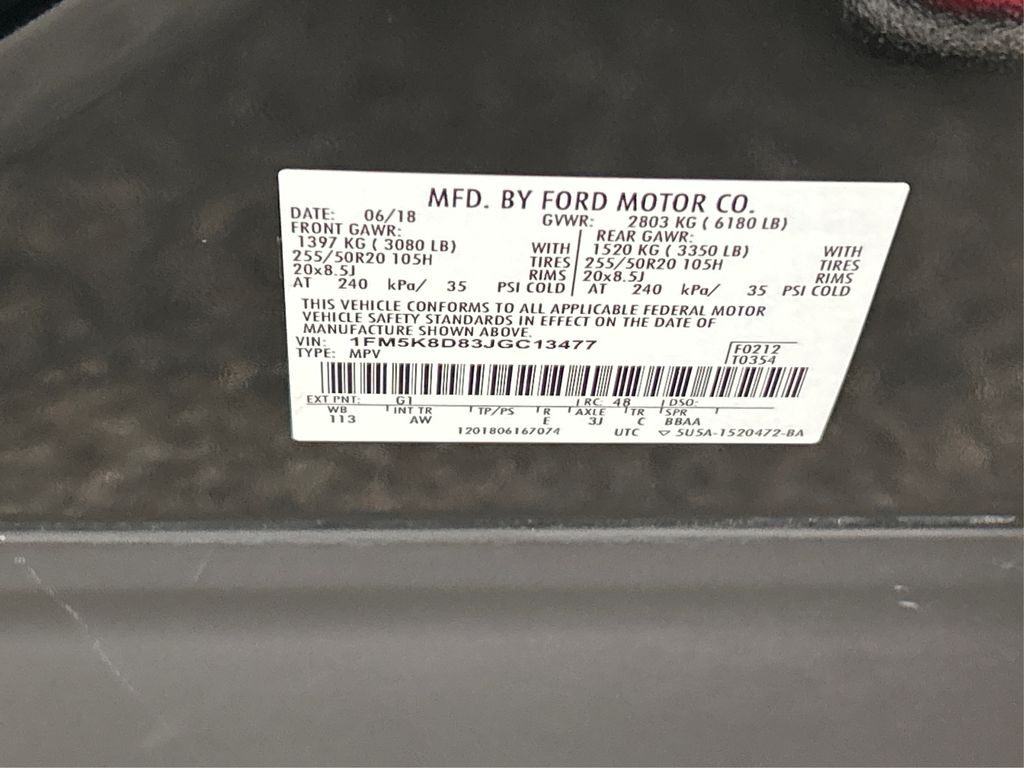 MFD. BY FORD MOTOR CO.
DATE: 06/18 GVWR: 2803 KG ( 6180 LB)
FRONT GAWR: REAR GAWR:
1397 KG ( 3080 LB) WITH 1520 KG ( 3350 LB) WITH
255/50R20 105H TIRES 255/50R20 105H TIRES
20x8.5J RIMS 20x8.5J RIMS
AT 240 kPa/ 35 PSI COLD AT 240 kPa/ 35 PSI COLD
THIS VEHICLE CONFORMS TO ALL APPLICABLE FEDERAL MOTOR
VEHICLE SAFETY STANDARDS IN EFFECT ON THE DATE OF
MANUFACTURE SHOWN ABOVE.
VIN: 1FM5K8D83JGC13477
TYPE: MPV
F0212
T0354
EXT PNT: G1 RC: 48 DSO:
WB INT TR TP/PS R AXLE TR SPR
113 AW E 3J C BBAA
1201806167074 UTC ▽ 5U5A-1520472-BA